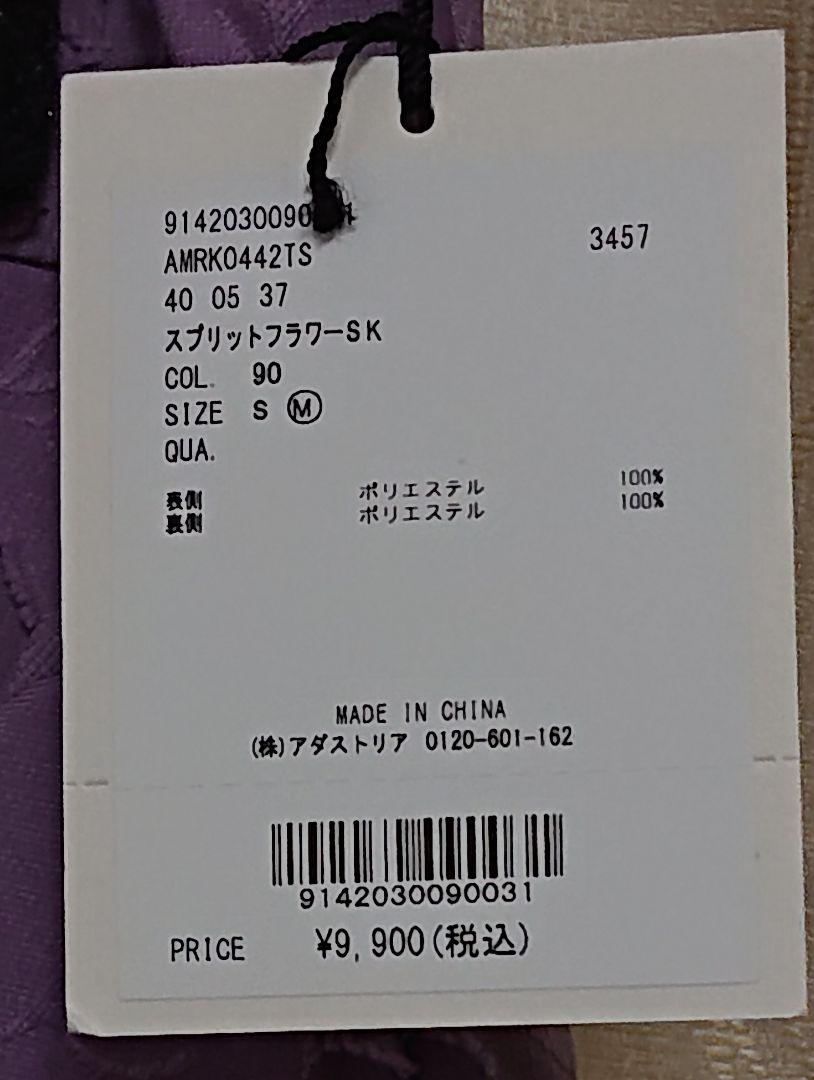 9142030090
3457
AMRK0442TS
40 05 37
スプリットフラワーSK
COL. 90
SIZE S M
QUA.
表側 ポリエステル 100%
裏側 ポリエステル 100%
MADE IN CHINA
(株)アダストリア 0120-601-162
9142030090031
PRICE ¥9,900(税込)